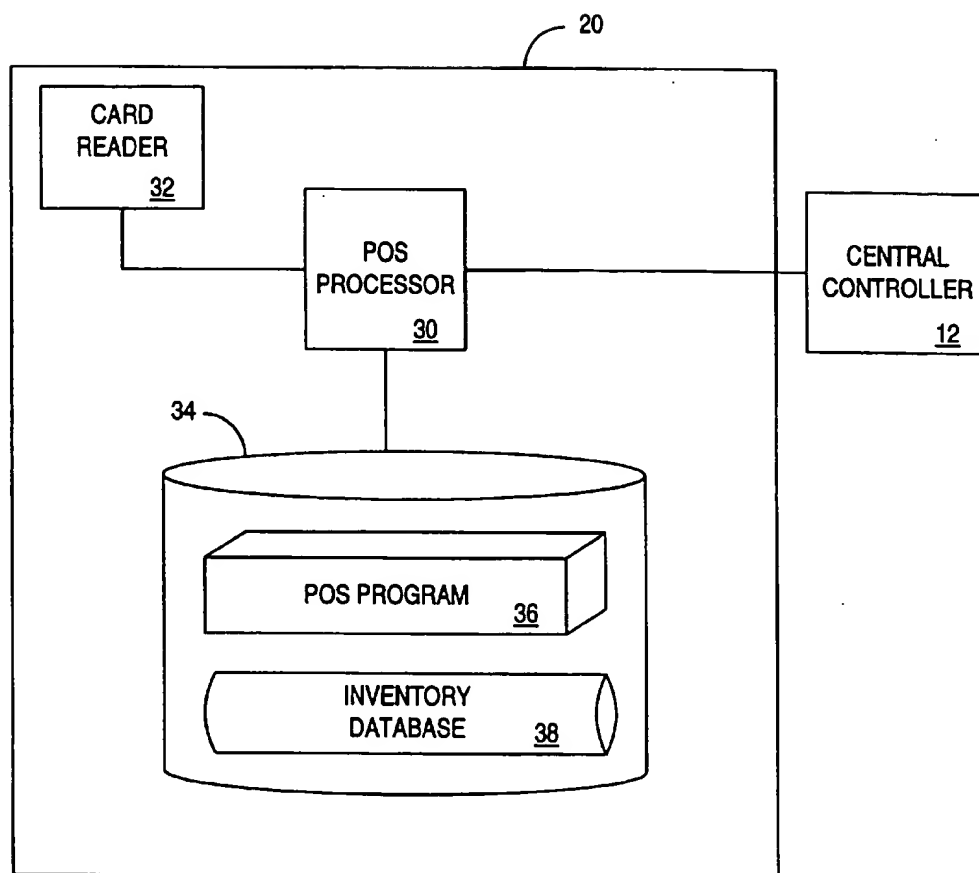 20
CARD
READER
32
POS
PROCESSOR
30
CENTRAL
CONTROLLER
12
34
POS PROGRAM
36
INVENTORY
DATABASE
38